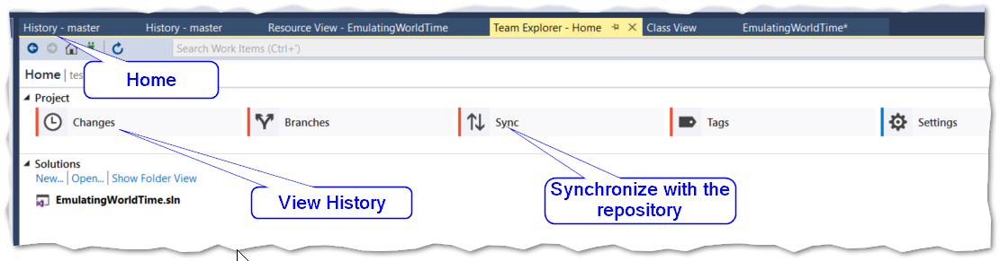 History - master History - master Resource View - EmulatingWorldTime Team Explorer - Home Class View EmulatingWorldTime*
Search Work Items (Ctrl+')
Home | tes
Home
Project
Changes Branches Sync Tags Settings
Solutions
New... | Open... | Show Folder View
EmulatingWorldTime.sln
View History
Synchronize with the
repository